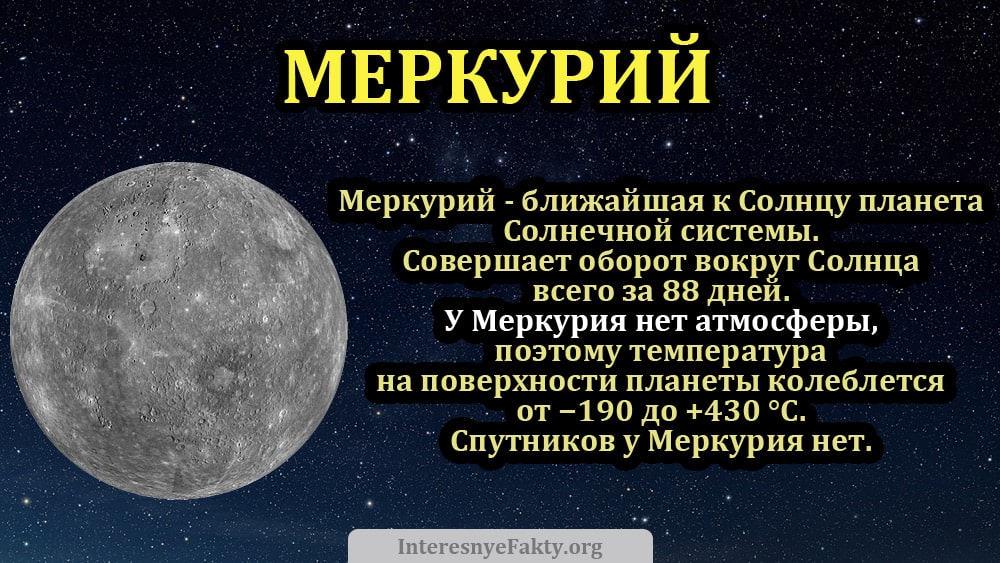 МЕРКУРИЙ
Меркурий - ближайшая к Солнцу планета
Солнечной системы.
Совершает оборот вокруг Солнца
всего за 88 дней.
У Меркурия нет атмосферы,
поэтому температура
на поверхности планеты колеблется
от −190 до +430 °C.
Спутников у Меркурия нет.
InteresnyeFakty.org